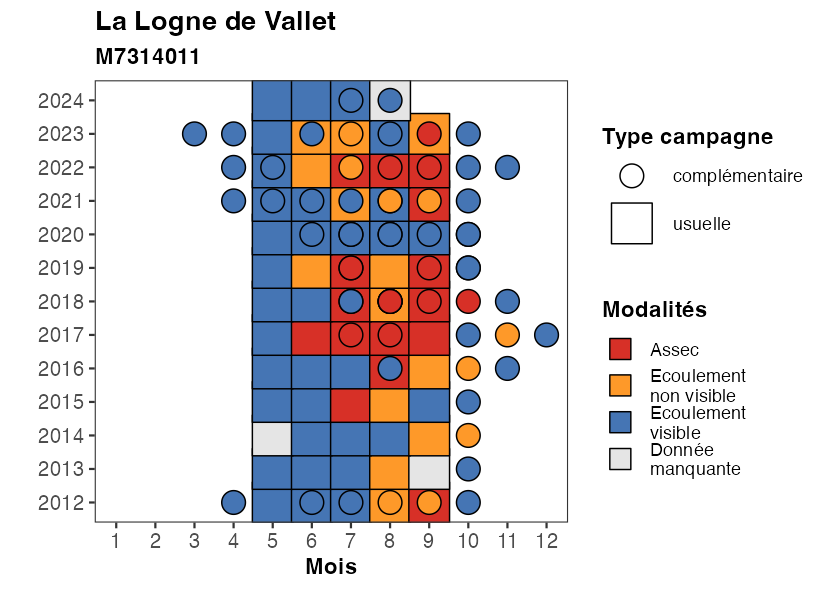 La Logne de Vallet
M7314011
2024
2023
2022
2021
2020
2019
2018
2017
2016
2015
2014
2013
2012
1 2 3 4 5 6 7 8 9 10 11 12
Mois
Type campagne
complémentaire
usuelle
Modalités
Assec
Ecoulement
non visible
Ecoulement
visible
Donnée
manquante